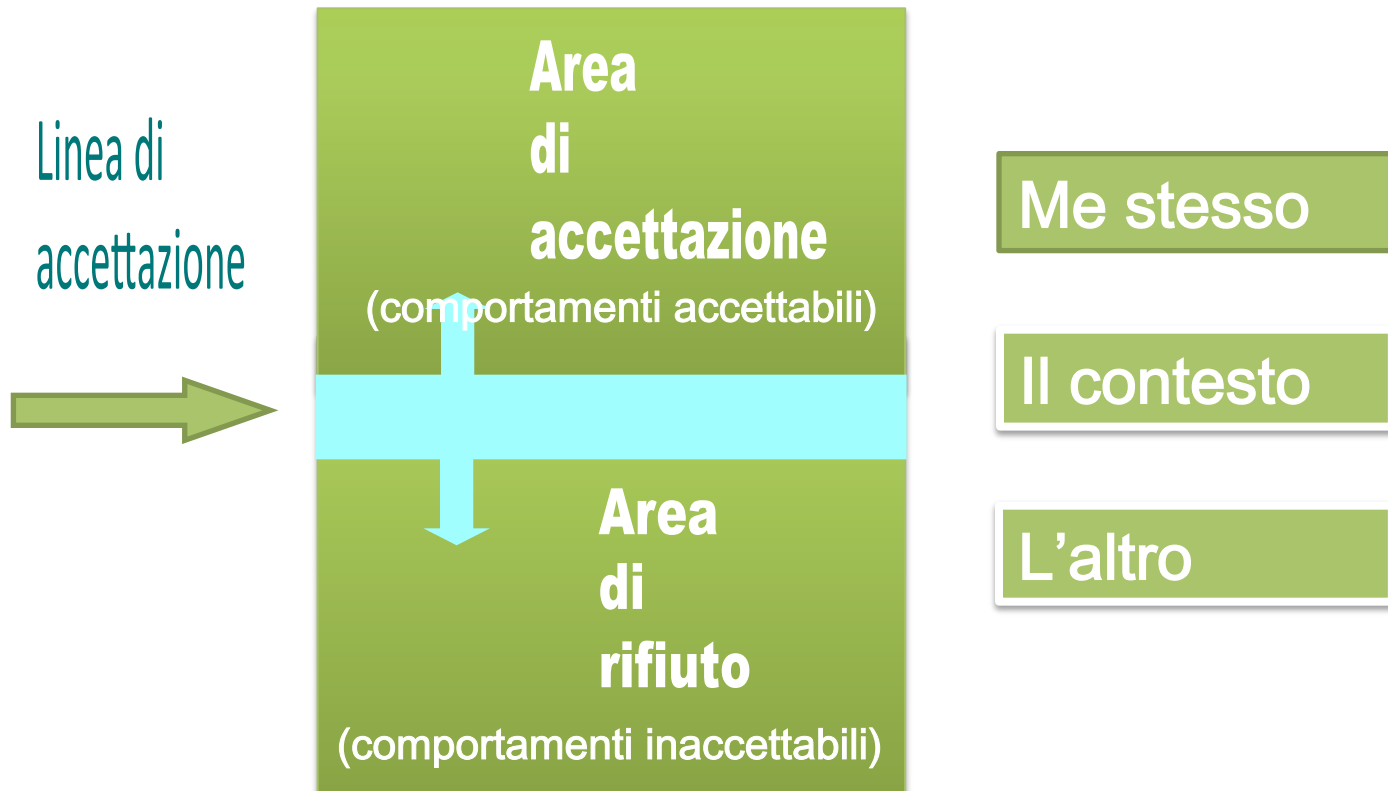 Linea di
accettazione
Area
di
accettazione
(comportamenti accettabili)
Area
di
rifiuto
(comportamenti inaccettabili)
Me stesso
Il contesto
L’altro